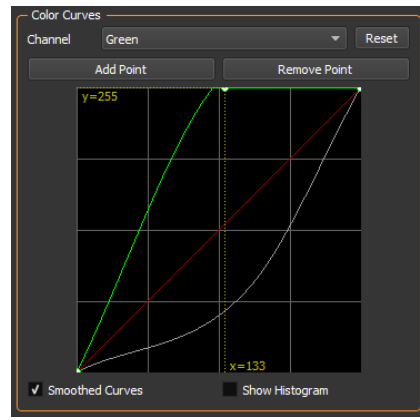 Color Curves
Channel Green Reset
Add Point Remove Point
y=255
x=133
Smoothed Curves Show Histogram